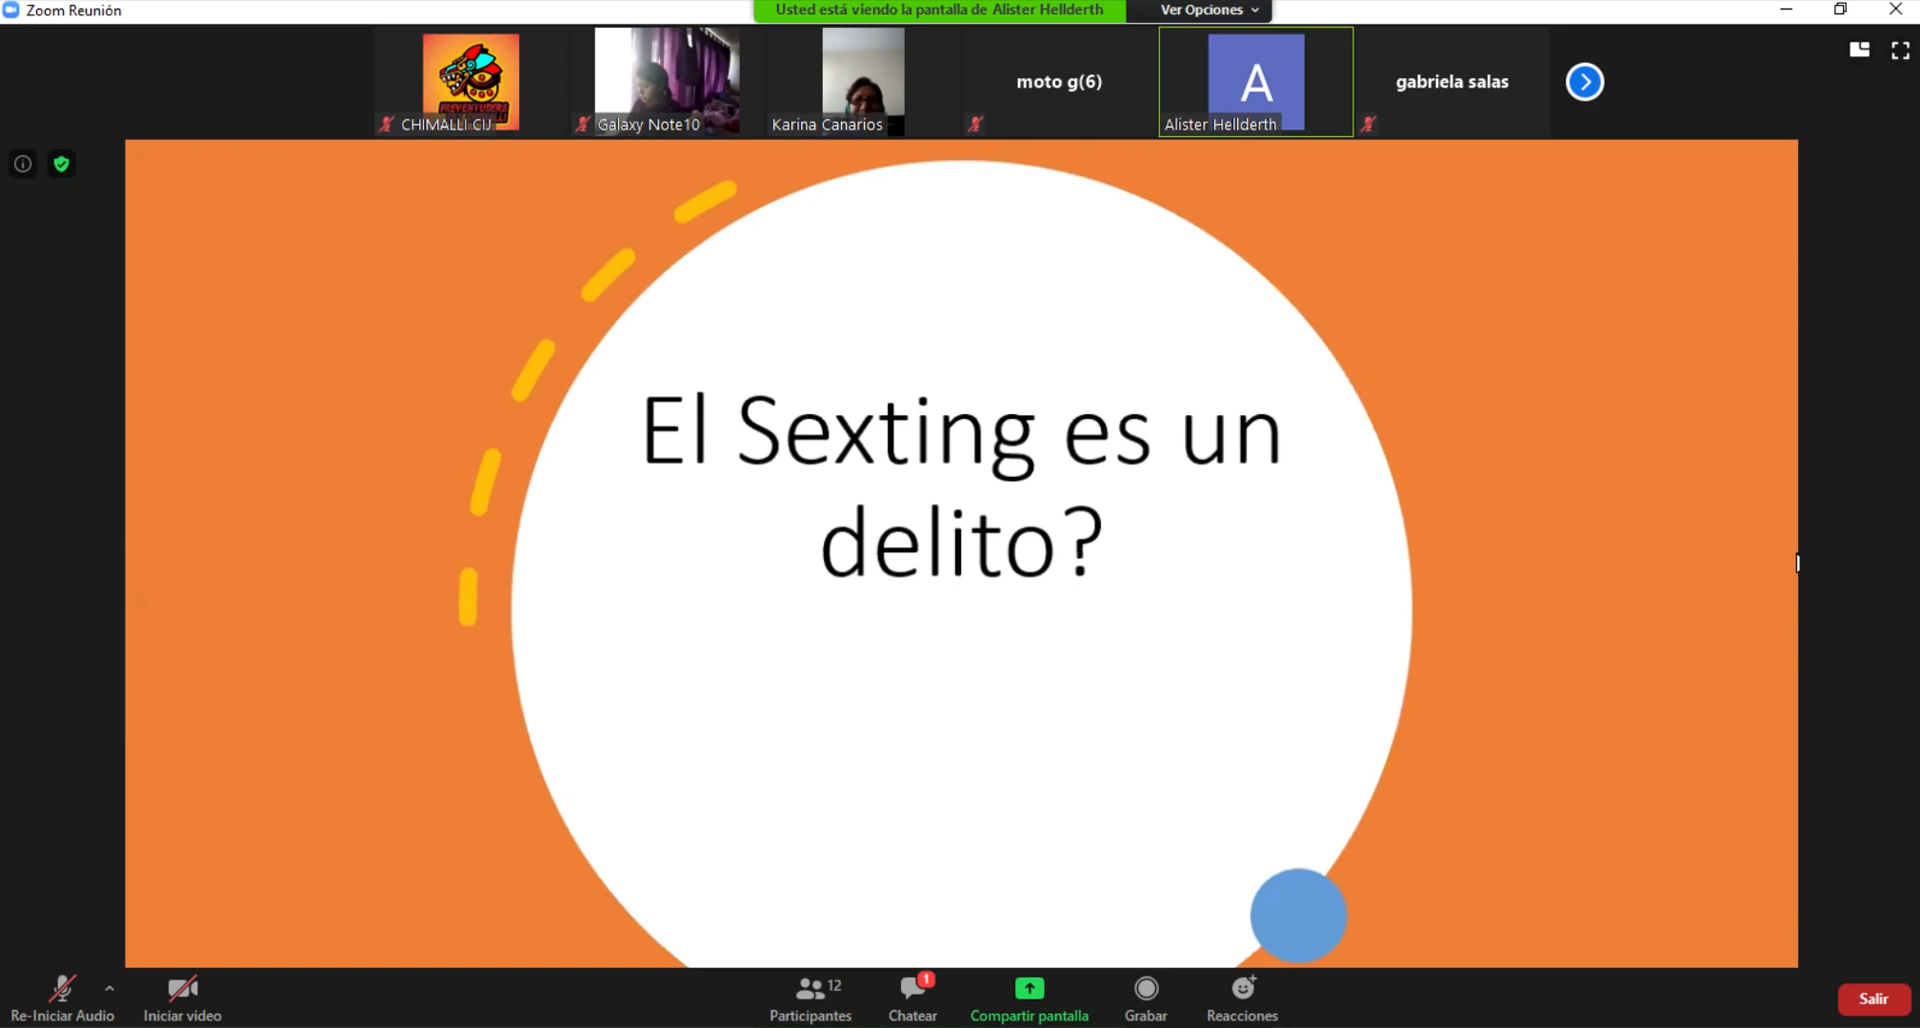 Zoom Reunión
Usted está viendo la pantalla de Alister Hellderth
Ver Opciones
PREVENTUBERS
CHIMALLI CIJ
Galaxy Note10
Karina Canarios
moto g(6)
A
Alister Hellderth
gabriela salas
El Sexting es un
delito?
Re-Iniciar Audio
Iniciar video
12
Participantes
1
Chatear
Compartir pantalla
Grabar
Reacciones
Salir